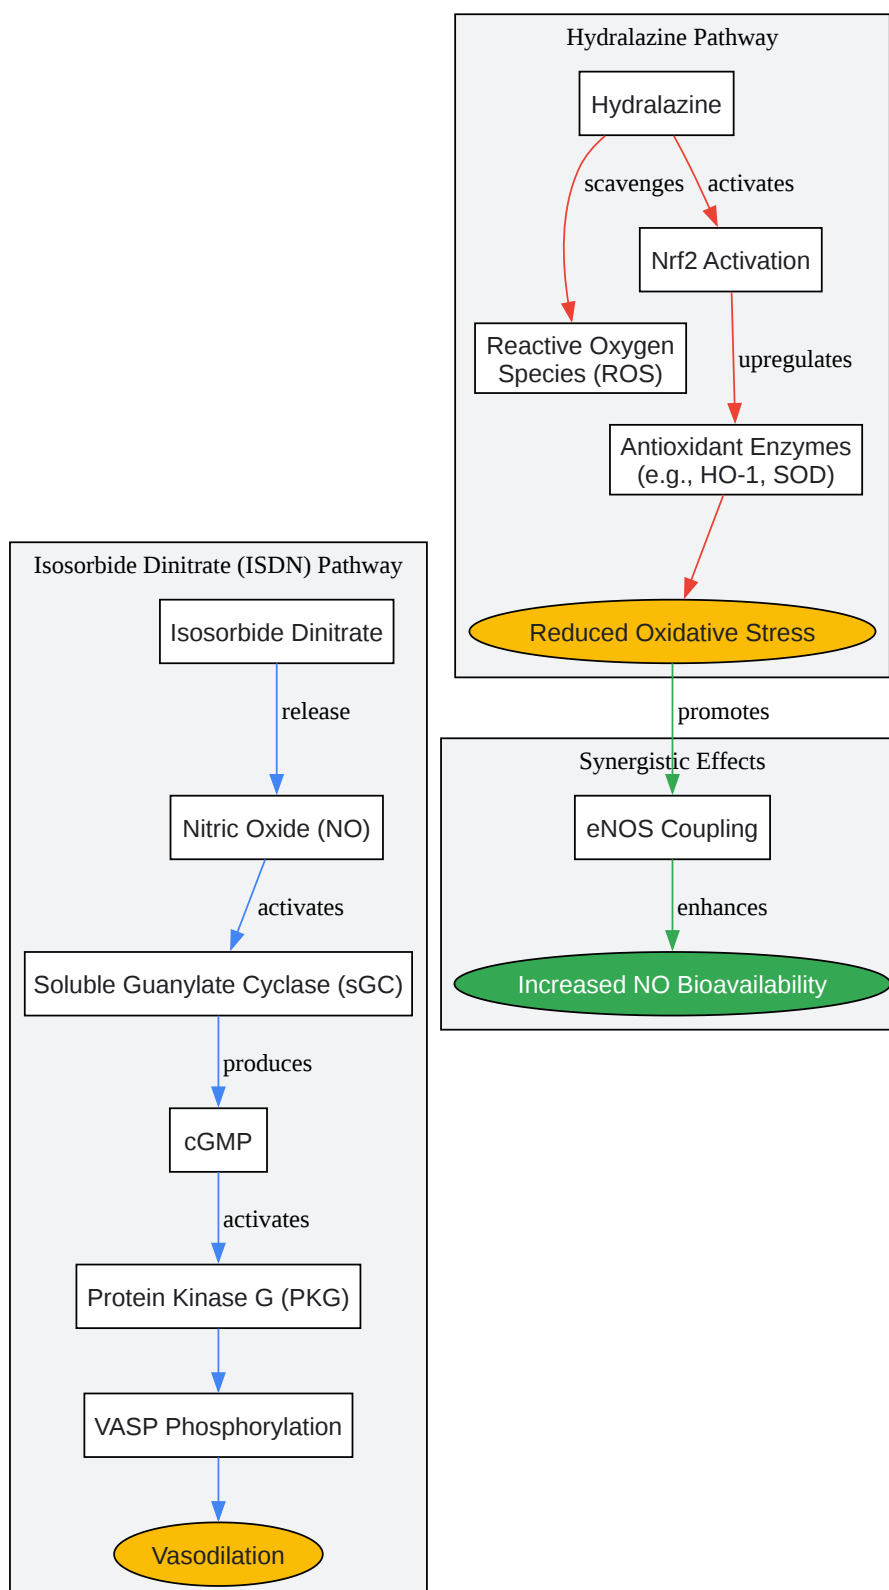 Hydralazine Pathway
Hydralazine
scavenges
activates
Nrf2 Activation
Reactive Oxygen
Species (ROS)
upregulates
Antioxidant Enzymes
(e.g., HO-1, SOD)
Reduced Oxidative Stress
promotes
Synergistic Effects
eNOS Coupling
enhances
Increased NO Bioavailability
Isosorbide Dinitrate (ISDN) Pathway
Isosorbide Dinitrate
release
Nitric Oxide (NO)
activates
Soluble Guanylate Cyclase (sGC)
produces
cGMP
activates
Protein Kinase G (PKG)
VASP Phosphorylation
Vasodilation